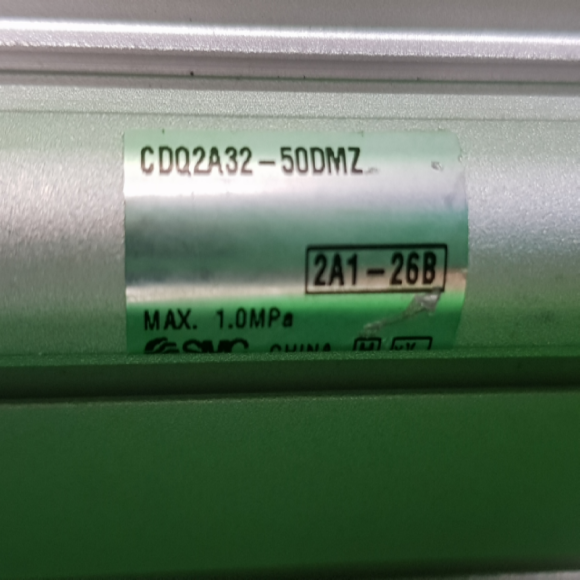 CDQ2A32-50DMZ
2A1-26B
MAX. 1.0MPa
SMC CHINA